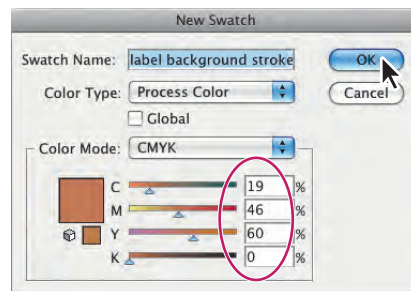 New Swatch
Swatch Name: label background stroke OK
Color Type: Process Color Cancel
Global
Color Mode: CMYK
C 19 %
M 46 %
Y 60 %
K 0 %